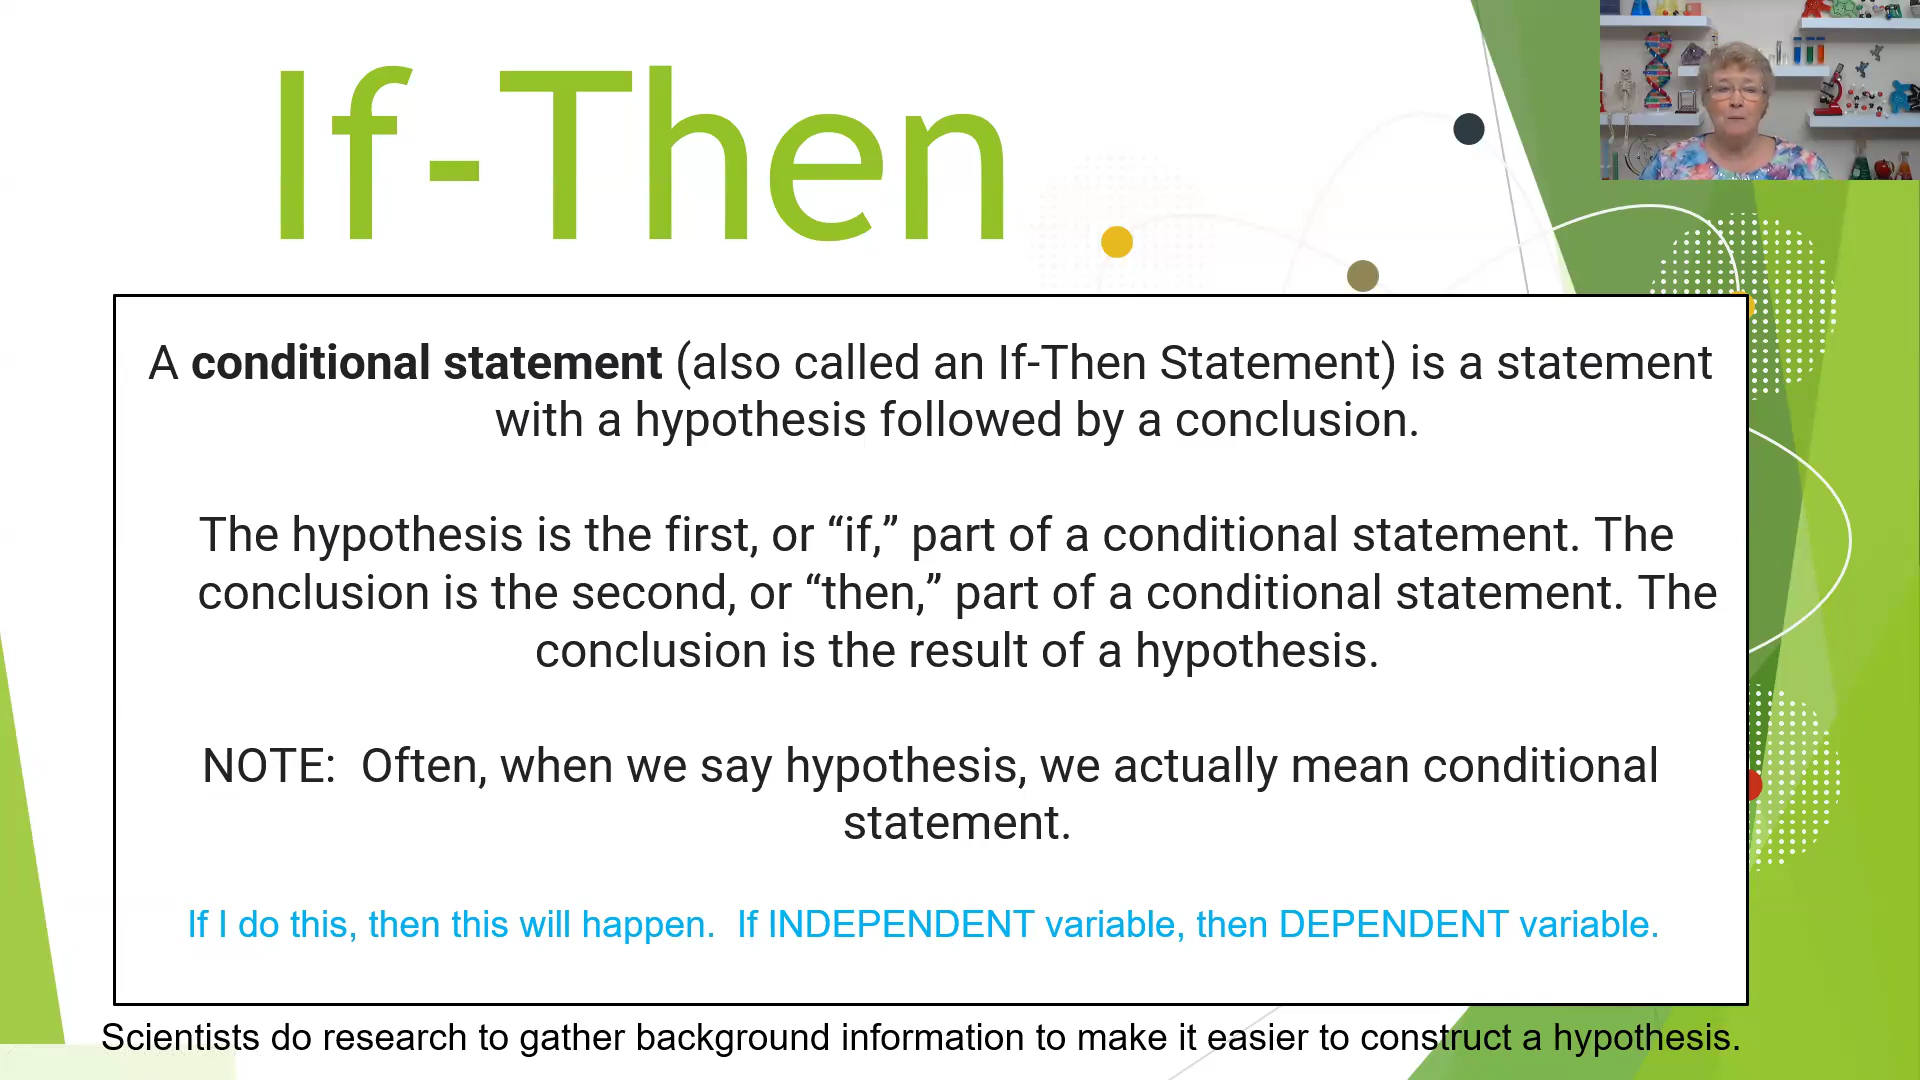 If-Then
A conditional statement (also called an If-Then Statement) is a statement
with a hypothesis followed by a conclusion.
The hypothesis is the first, or “if,” part of a conditional statement. The
conclusion is the second, or “then,” part of a conditional statement. The
conclusion is the result of a hypothesis.
NOTE:  Often, when we say hypothesis, we actually mean conditional
statement.
If I do this, then this will happen.  If INDEPENDENT variable, then DEPENDENT variable.
Scientists do research to gather background information to make it easier to construct a hypothesis.